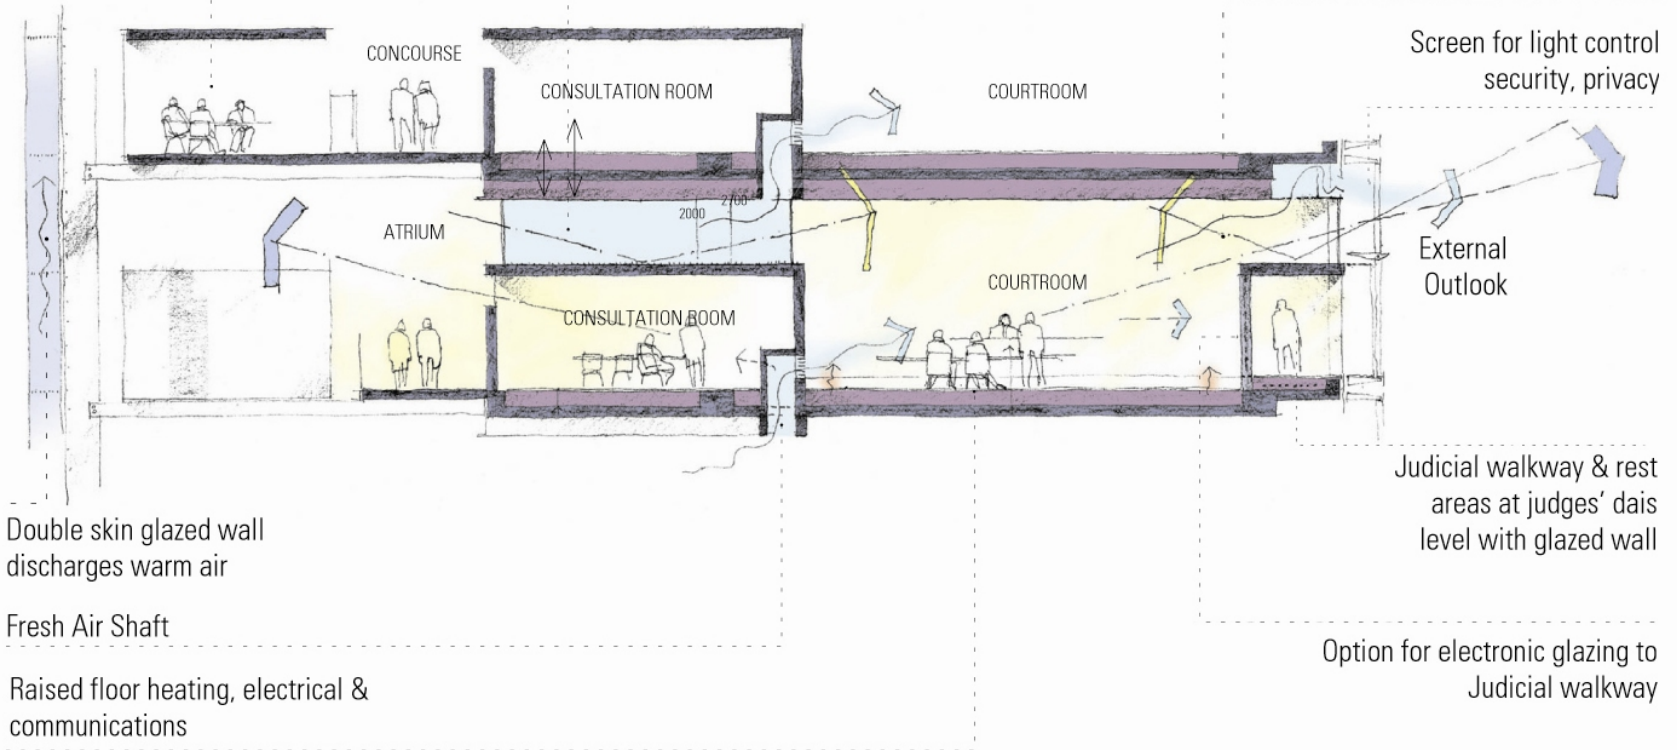 CONCOURSE
CONSULTATION ROOM
COURTROOM
Screen for light control
security, privacy
2700
2000
ATRIUM
External
Outlook
COURTROOM
CONSULTATION ROOM
Judicial walkway & rest
areas at judges’ dais
level with glazed wall
Double skin glazed wall
discharges warm air
Fresh Air Shaft
Option for electronic glazing to
Judicial walkway
Raised floor heating, electrical &
communications